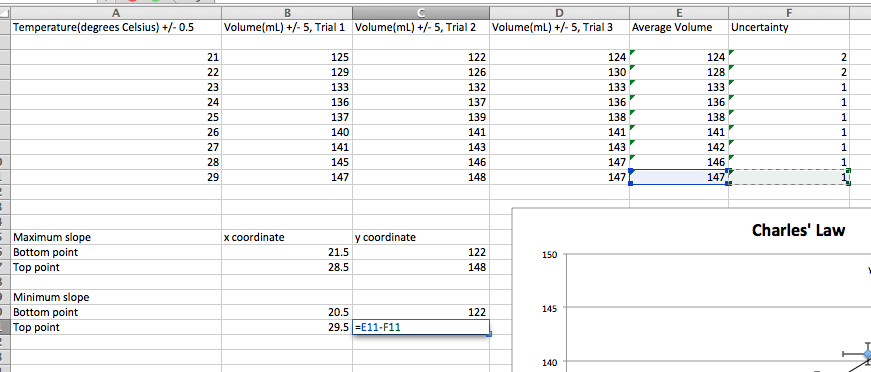 A B C D E F
Temperature(degrees Celsius) +/- 0.5 Volume(mL) +/- 5, Trial 1 Volume(mL) +/- 5, Trial 2 Volume(mL) +/- 5, Trial 3 Average Volume Uncertainty
21 125 122 124 124 2
22 129 126 130 128 2
23 133 132 133 133 1
24 136 137 136 136 1
25 137 139 138 138 1
26 140 141 141 141 1
27 141 143 143 142 1
28 145 146 147 146 1
29 147 148 147 147 1
Charles' Law
Maximum slope x coordinate y coordinate
Bottom point 21.5 122 150
Top point 28.5 148
Minimum slope
Bottom point 20.5 122 145
Top point 29.5 =E11-F11
140